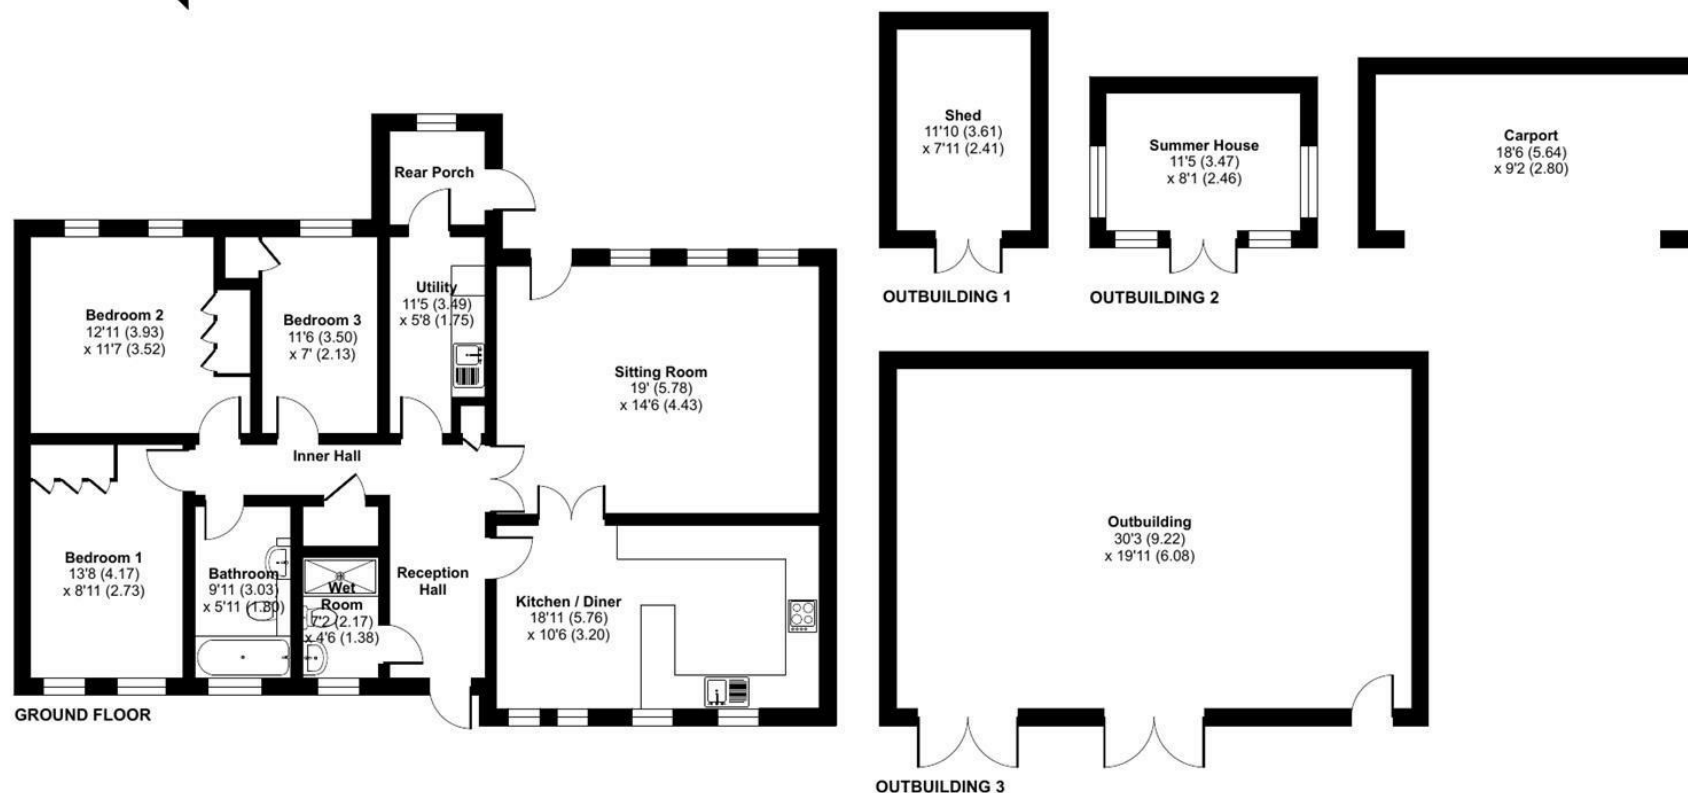 Shed
11'10 (3.61)
x 7'11 (2.41)
Summer House
11'5 (3.47)
x 8'1 (2.46)
Carport
18'6 (5.64)
x 9'2 (2.80)
OUTBUILDING 1
OUTBUILDING 2
Rear Porch
Utility
11'5 (3.49)
x 5'8 (1.75)
Bedroom 2
12'11 (3.93)
x 11'7 (3.52)
Bedroom 3
11'6 (3.50)
x 7' (2.13)
Sitting Room
19' (5.78)
x 14'6 (4.43)
Inner Hall
Bedroom 1
13'8 (4.17)
x 8'11 (2.73)
Bathroom
9'11 (3.03)
x 5'11 (1.80)
Wet
Room
7'2 (2.17)
x 4'6 (1.38)
Reception
Hall
Kitchen / Diner
18'11 (5.76)
x 10'6 (3.20)
Outbuilding
30'3 (9.22)
x 19'11 (6.08)
GROUND FLOOR
OUTBUILDING 3